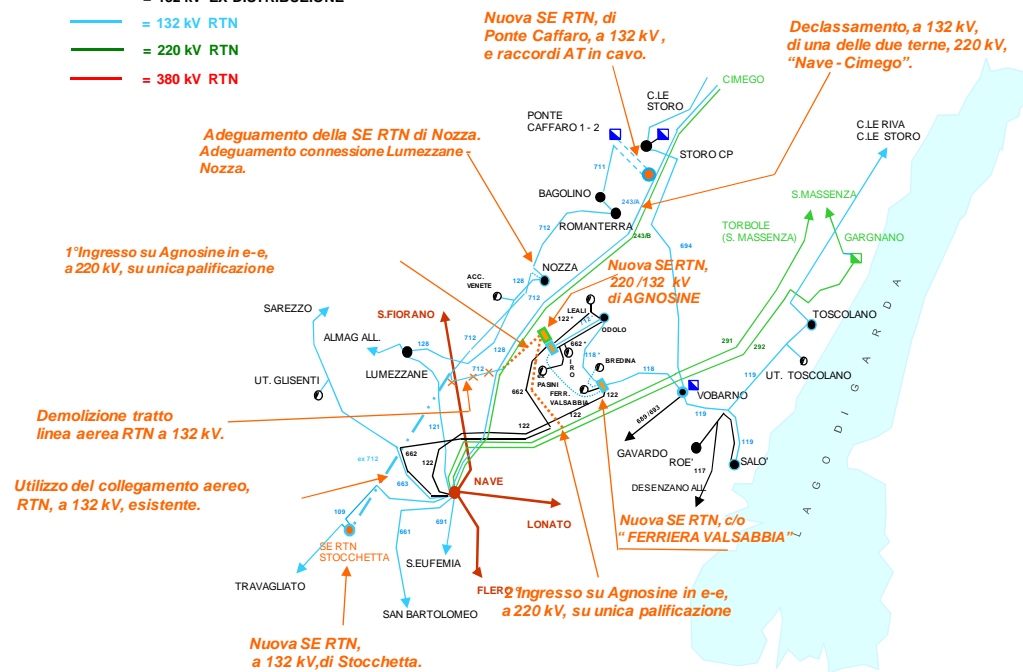 = 132 kV RTN
= 220 kV RTN
= 380 kV RTN
Nuova SE RTN, di
Ponte Caffaro, a 132 kV ,
e raccordi AT in cavo.
Declassamento, a 132 kV,
di una delle due terne, 220 kV,
“Nave - Cimego”.
CIMEGO
C.LE
STORO
PONTE
CAFFARO 1 - 2
C.LE RIVA
C.LE STORO
Adeguamento della SE RTN di Nozza.
Adeguamento connessione Lumezzane -
Nozza.
STORO CP
711
BAGOLINO
243/A
S.MASSENZA
ROMANTERRA
712
TORBOLE
(S. MASSENZA)
GARGNANO
243/B
694
1°Ingresso su Agnosine in e-e,
a 220 kV, su unica palificazione
Nuova SE RTN,
220 /132 kV
di AGNOSINE
NOZZA
ACC.
VENETE
128
712
LEALI
SAREZZO
S.FIORANO
122*
712
ODOLO
TOSCOLANO
ALMAG ALL.
128
712
128
662*
I R O
118*
BREDINA
291
292
LUMEZZANE
712
PASINI
118
119
UT. TOSCOLANO
UT. GLISENTI
662
FERR.
VALSABBIA
122
VOBARNO
119
Demolizione tratto
linea aerea RTN a 132 kV.
121
122
122
689 / 693
119
ex 712
662
122
GAVARDO
ROE'
SALO'
117
Utilizzo del collegamento aereo,
RTN, a 132 kV, esistente.
663
NAVE
DESENZANO ALL.
109
LONATO
Nuova SE RTN, c/o
“ FERRIERA VALSABBIA”
691
661
SE RTN
STOCCHETTA
S.EUFEMIA
TRAVAGLIATO
FLERO
2°Ingresso su Agnosine in e-e,
a 220 kV, su unica palificazione
SAN BARTOLOMEO
Nuova SE RTN,
a 132 kV,di Stocchetta.
L A G O D I G A R D A